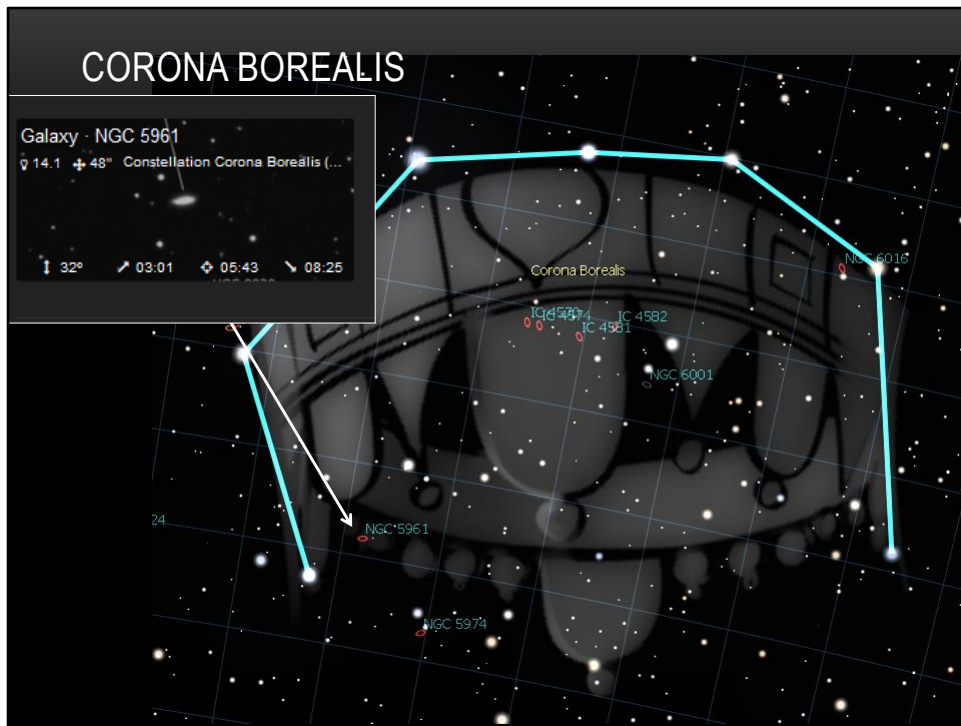 CORONA BOREALIS
Galaxy · NGC 5961
14.1 48" Constellation Corona Borealis (...
32° 03:01 05:43 08:25
NGC 6016
Corona Borealis
IC 4582
IC 4581
NGC 6001
24
NGC 5961
NGC 5974